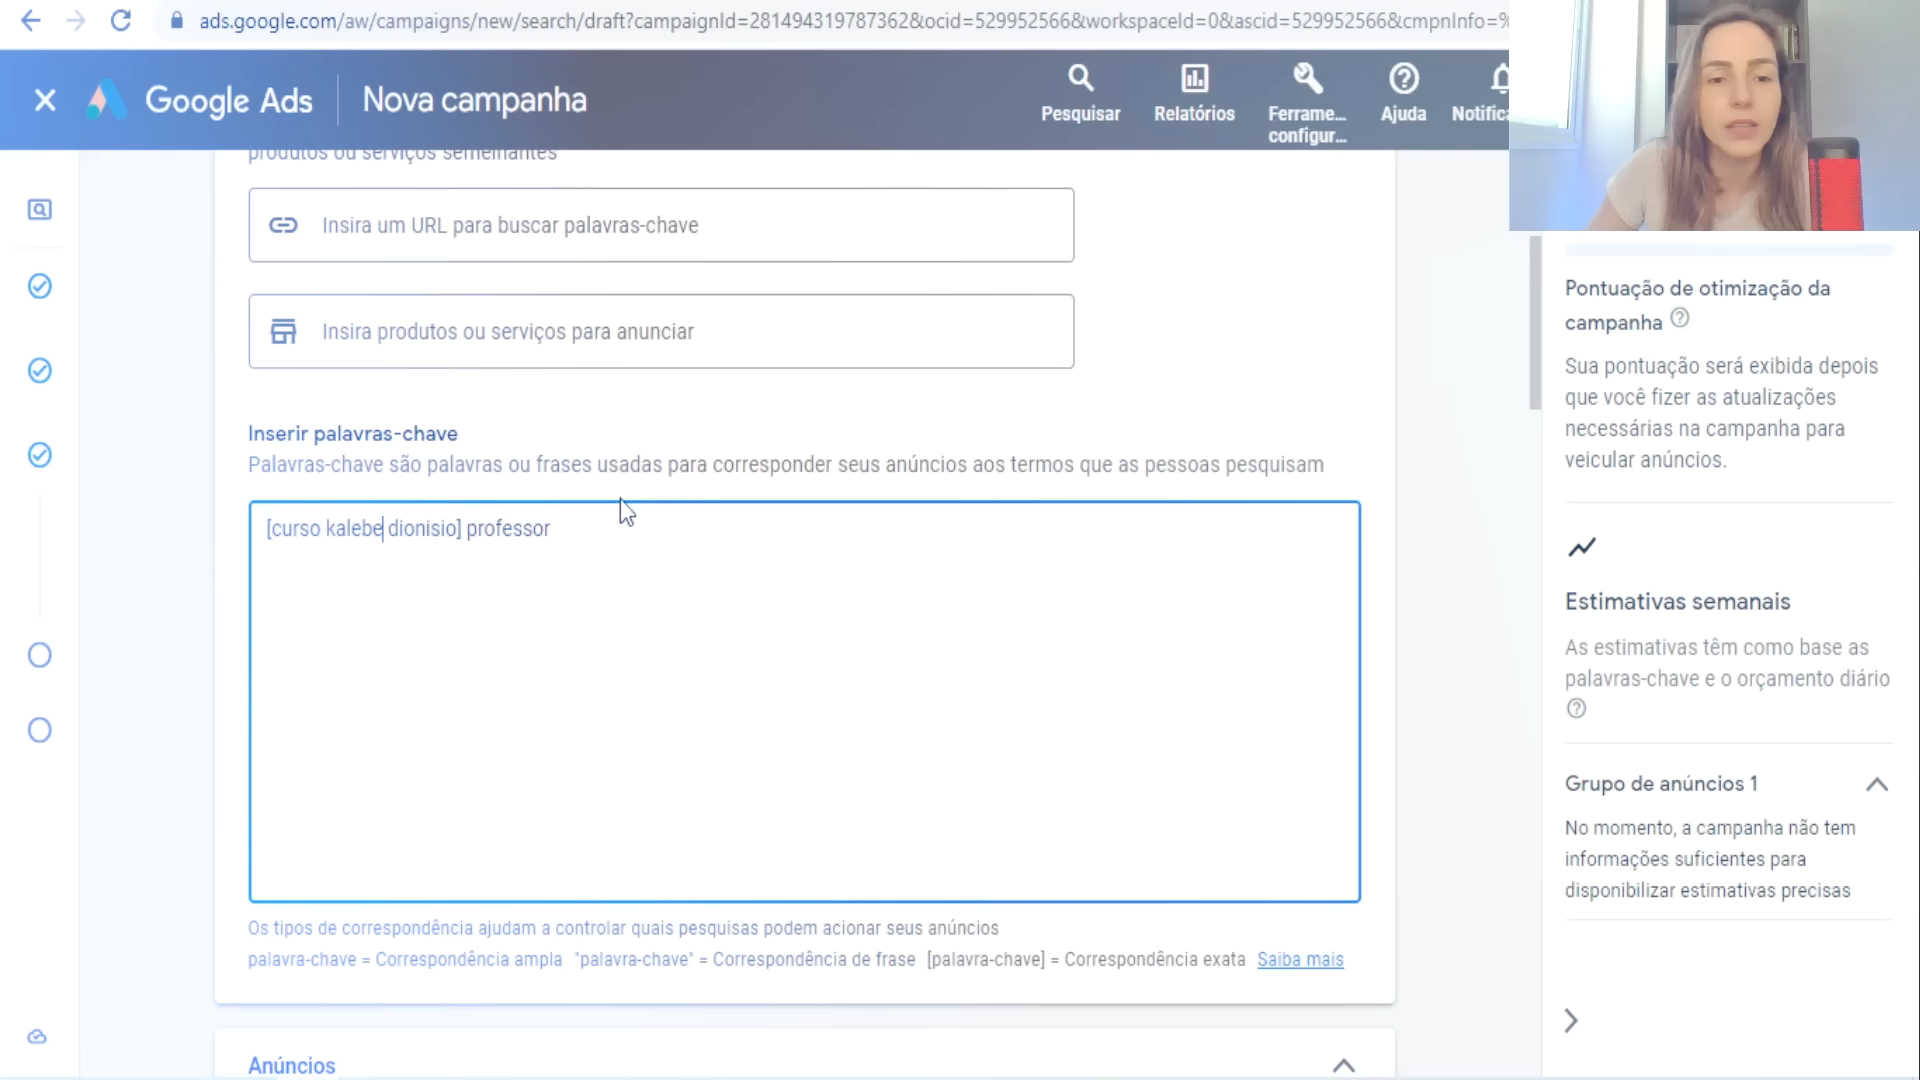 ads.google.com/aw/campaigns/new/search/draft?campaignId=281494319787362&ocid=529952566&workspaceId=0&ascid=529952566&cmpnInfo=%
Google Ads
Nova campanha
Pesquisar
Relatórios
Ferrame...
configur...
Ajuda
Notifica
produtos ou serviços semelhantes
Insira um URL para buscar palavras-chave
Insira produtos ou serviços para anunciar
Inserir palavras-chave
Palavras-chave são palavras ou frases usadas para corresponder seus anúncios aos termos que as pessoas pesquisam
[curso kalebe dionisio] professor
Os tipos de correspondência ajudam a controlar quais pesquisas podem acionar seus anúncios
palavra-chave = Correspondência ampla "palavra-chave" = Correspondência de frase [palavra-chave] = Correspondência exata Saiba mais
Anúncios
Pontuação de otimização da
campanha
Sua pontuação será exibida depois
que você fizer as atualizações
necessárias na campanha para
veicular anúncios.
Estimativas semanais
As estimativas têm como base as
palavras-chave e o orçamento diário
Grupo de anúncios 1
No momento, a campanha não tem
informações suficientes para
disponibilizar estimativas precisas